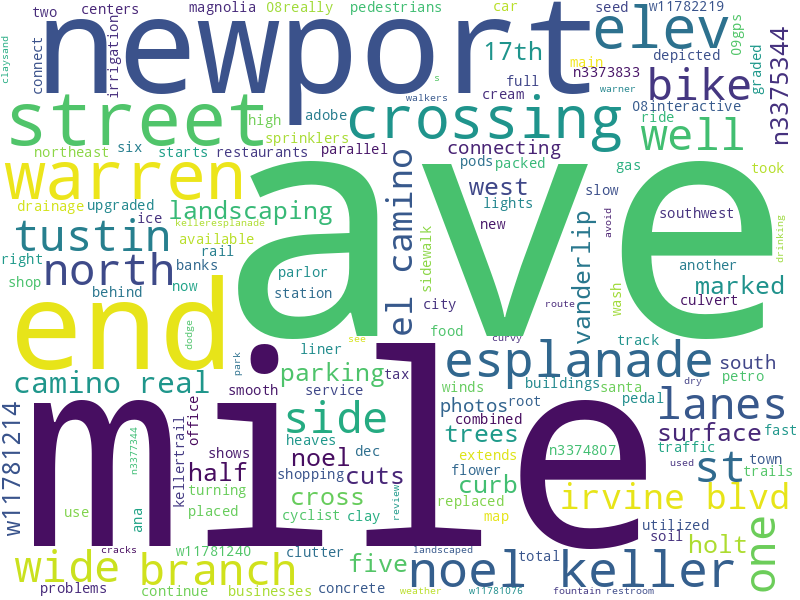 two centers magnolia 08really pedestrians car seed w11782219
newport elev 09gps
claysand connect irrigation 17th main n3373833 depicted graded n3375344
s full bike
walkers cream warner
street high adobe crossing 08interactive
ride well
northeast six starts restaurants sprinklers parallel connecting
warren ave pods packed gas took
west slow
drainage upgraded landscaping lights southwest
ice kelleresplanade el camino new avoid
tustin available sidewalk vanderlip drinking
right north rail banks parlor another
shop behind now station city wash marked
culvert
end dodge route
food curvy track
liner see esplanade south
camino real park parking tax winds buildings santa dry petro
smooth service photos root pedal lanes
w11781214 mile office side combined
kellertrail heaves trees traffic surface fast
n3377344 shows noel dec extends n3374807 used town
half shopping cuts flower st trails
turning cross curb
use ana placed cyclist clay review replaced irvine blvd
map utilized
soil one
cracks w11781240 clutter landscaped total holt
wide branch five noel keller
problems continue businesses concrete weather w11781076 fountain restroom